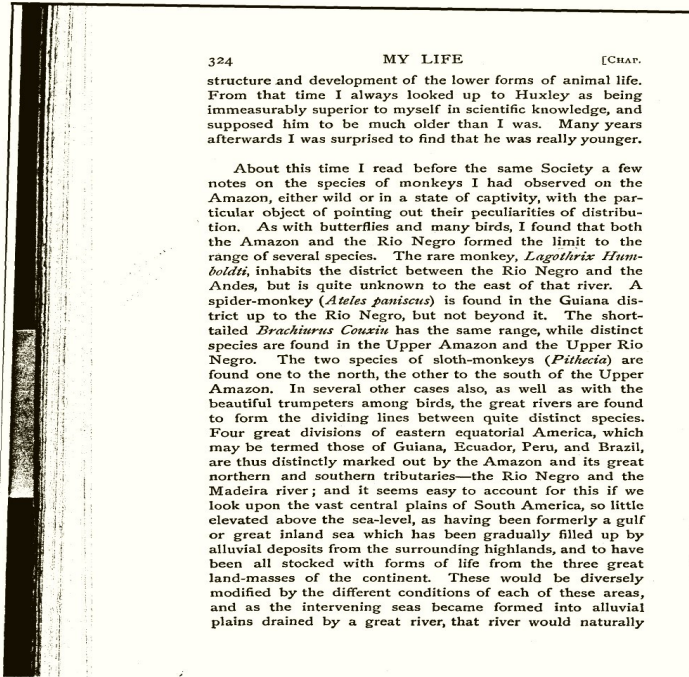 324 MY LIFE [CHAP.
structure and development of the lower forms of animal life.
From that time I always looked up to Huxley as being
immeasurably superior to myself in scientific knowledge, and
supposed him to be much older than I was. Many years
afterwards I was surprised to find that he was really younger.
About this time I read before the same Society a few
notes on the species of monkeys I had observed on the
Amazon, either wild or in a state of captivity, with the par-
ticular object of pointing out their peculiarities of distribu-
tion. As with butterflies and many birds, I found that both
the Amazon and the Rio Negro formed the limit to the
range of several species. The rare monkey, Lagothrix Hum-
boldti, inhabits the district between the Rio Negro and the
Andes, but is quite unknown to the east of that river. A
spider-monkey (Ateles paniscus) is found in the Guiana dis-
trict up to the Rio Negro, but not beyond it. The short-
tailed Brachiurus Couxiu has the same range, while distinct
species are found in the Upper Amazon and the Upper Rio
Negro. The two species of sloth-monkeys (Pithecia) are
found one to the north, the other to the south of the Upper
Amazon. In several other cases also, as well as with the
beautiful trumpeters among birds, the great rivers are found
to form the dividing lines between quite distinct species.
Four great divisions of eastern equatorial America, which
may be termed those of Guiana, Ecuador, Peru, and Brazil,
are thus distinctly marked out by the Amazon and its great
northern and southern tributaries—the Rio Negro and the
Madeira river; and it seems easy to account for this if we
look upon the vast central plains of South America, so little
elevated above the sea-level, as having been formerly a gulf
or great inland sea which has been gradually filled up by
alluvial deposits from the surrounding highlands, and to have
been all stocked with forms of life from the three great
land-masses of the continent. These would be diversely
modified by the different conditions of each of these areas,
and as the intervening seas became formed into alluvial
plains drained by a great river, that river would naturally